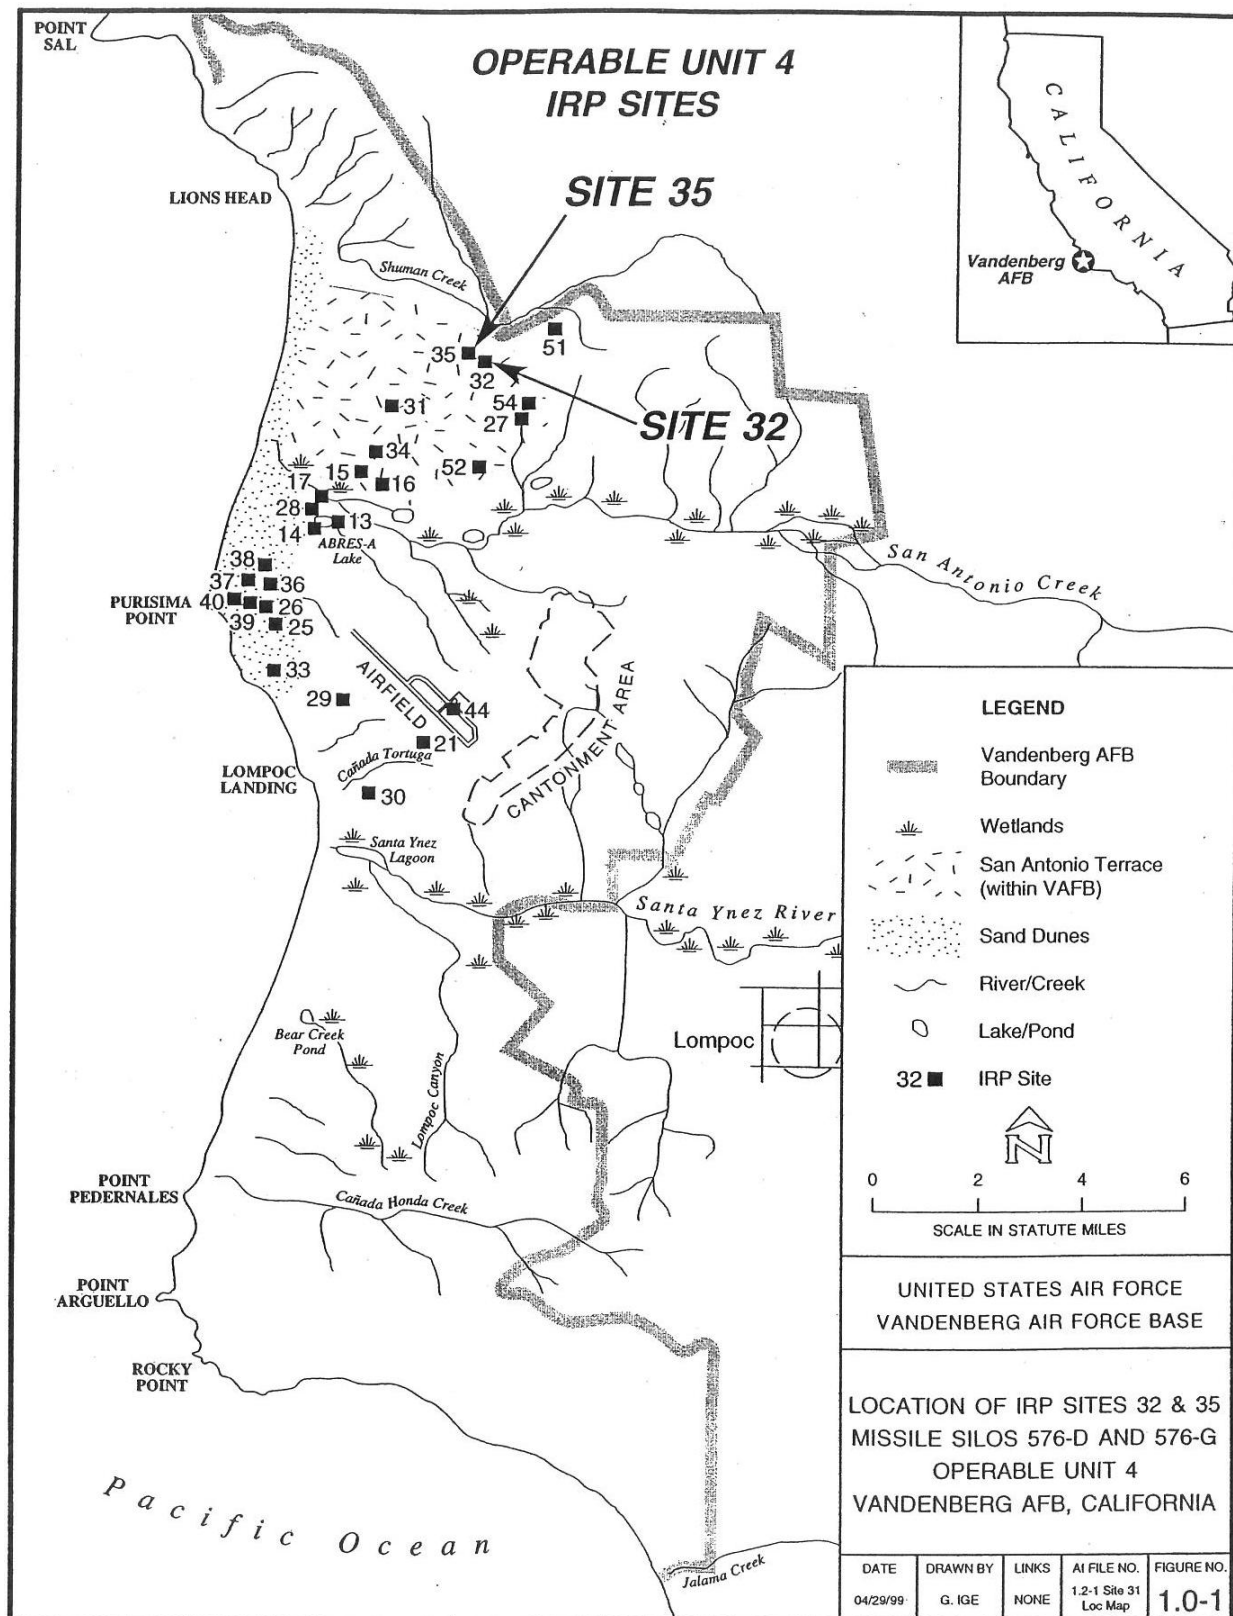 POINT
SAL
OPERABLE UNIT 4
IRP SITES
CALIFORNIA
Vandenberg
AFB
LIONS HEAD
SITE 35
Shuman Creek
51
35
32
31
54
27
SITE 32
34
15
52
16
17
28
13
14
ABRES-A
Lake
San Antonio Creek
38
37
36
40
26
39
25
PURISIMA
POINT
33
29
AIRFIELD
44
21
CANTONMENT AREA
Cañada Tortuga
LOMPOC
LANDING
30
Santa Ynez
Lagoon
Santa Ynez River
Lompoc
Bear Creek
Pond
Lompoc Canyon
POINT
PEDERNALES
Cañada Honda Creek
POINT
ARGUELLO
ROCKY
POINT
Pacific Ocean
Jalama Creek
LEGEND
Vandenberg AFB
Boundary
Wetlands
San Antonio Terrace
(within VAFB)
Sand Dunes
River/Creek
Lake/Pond
32 IRP Site
N
0 2 4 6
SCALE IN STATUTE MILES
UNITED STATES AIR FORCE
VANDENBERG AIR FORCE BASE
LOCATION OF IRP SITES 32 & 35
MISSILE SILOS 576-D AND 576-G
OPERABLE UNIT 4
VANDENBERG AFB, CALIFORNIA
DATE
04/29/99
DRAWN BY
G. IGE
LINKS
NONE
AI FILE NO.
1.2-1 Site 31
Loc Map
FIGURE NO.
1.0-1